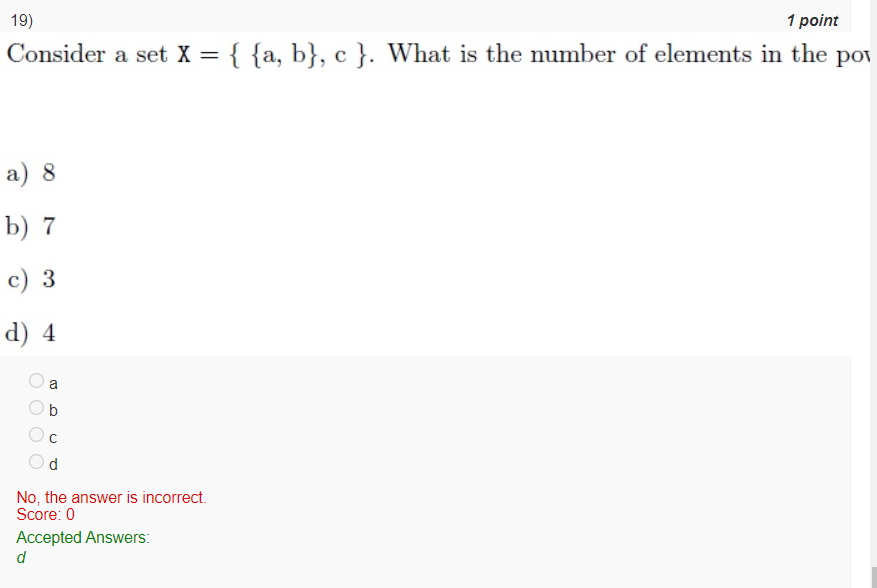 19)
1 point
Consider a set X = { {a, b}, c }. What is the number of elements in the
a) 8
b) 7
c) 3
d) 4
a
b
c
d
No, the answer is incorrect.
Score: 0
Accepted Answers:
d